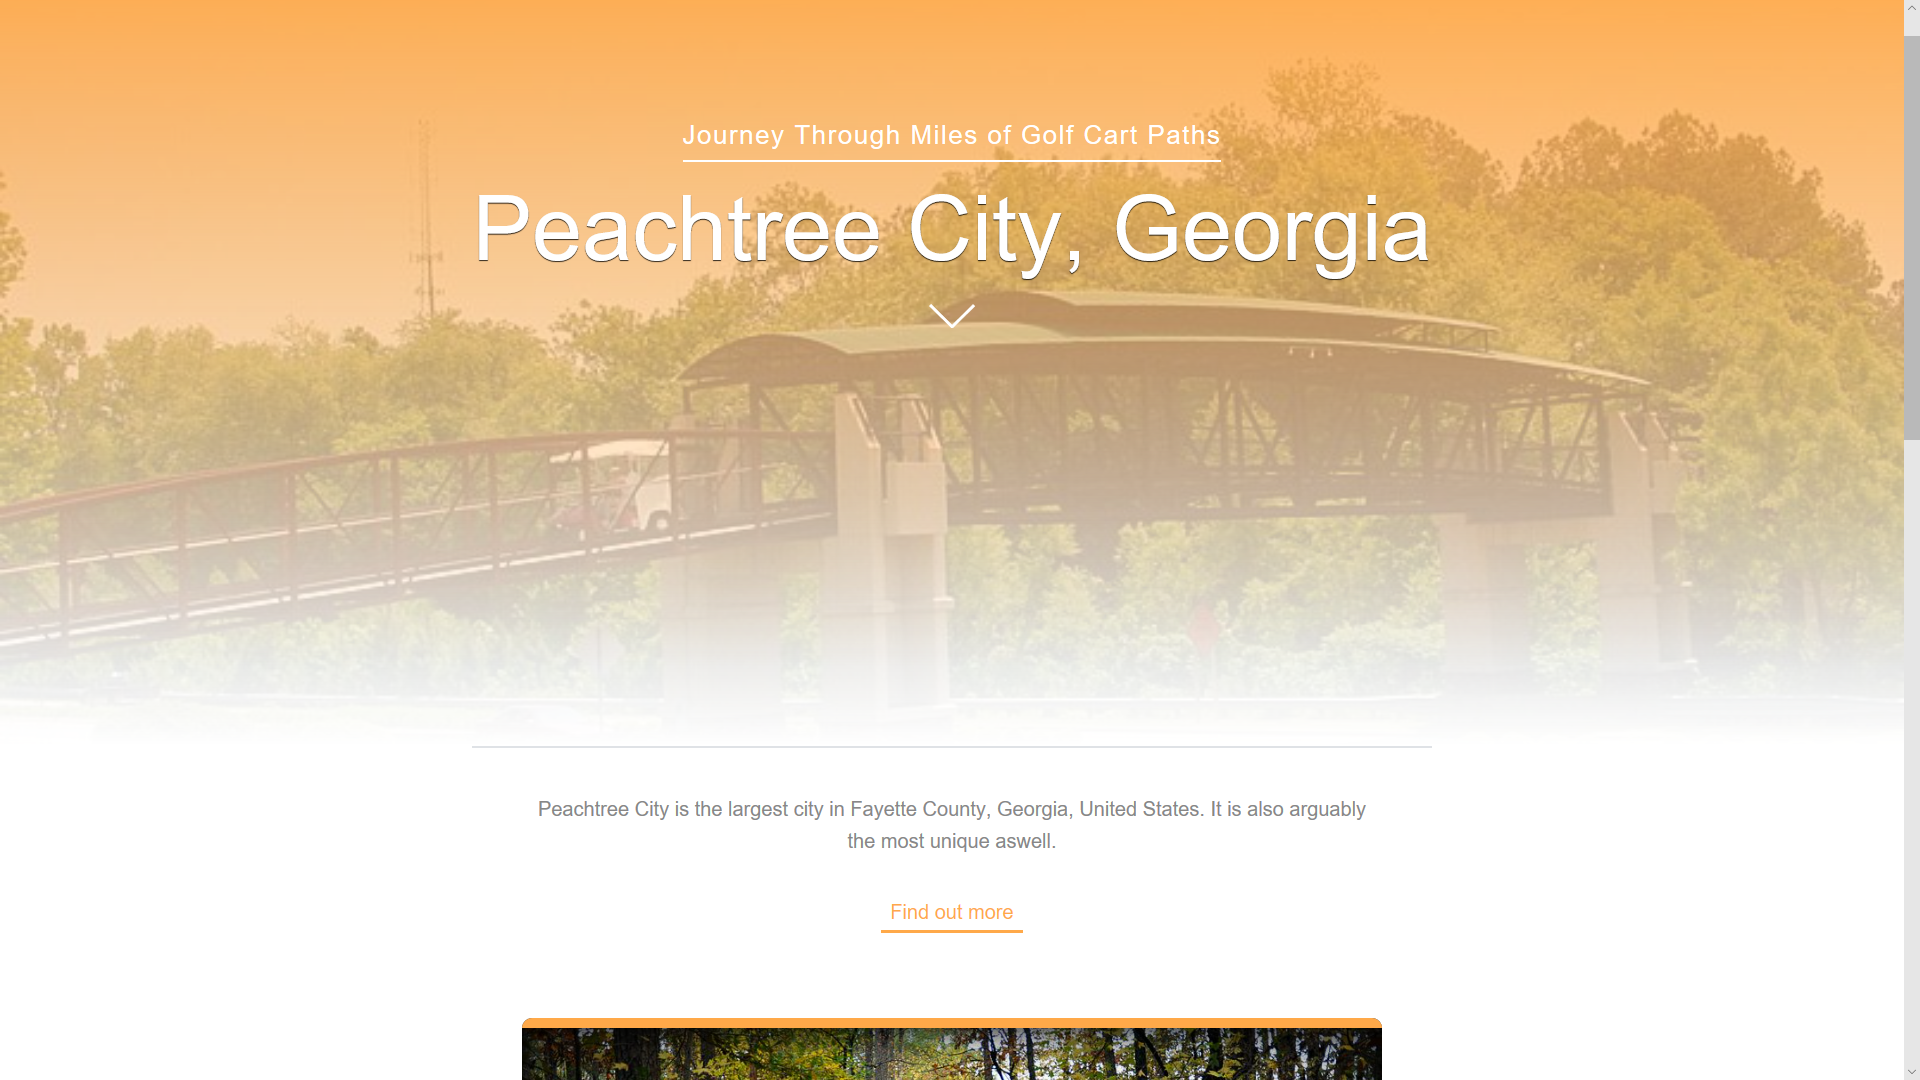 Journey Through Miles of Golf Cart Paths
Peachtree City, Georgia
Peachtree City is the largest city in Fayette County, Georgia, United States. It is also arguably
the most unique aswell.
Find out more